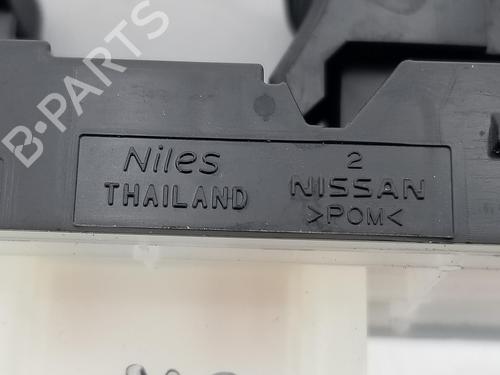 B-PARTS
Niles
THAILAND
2
NISSAN
>POM<